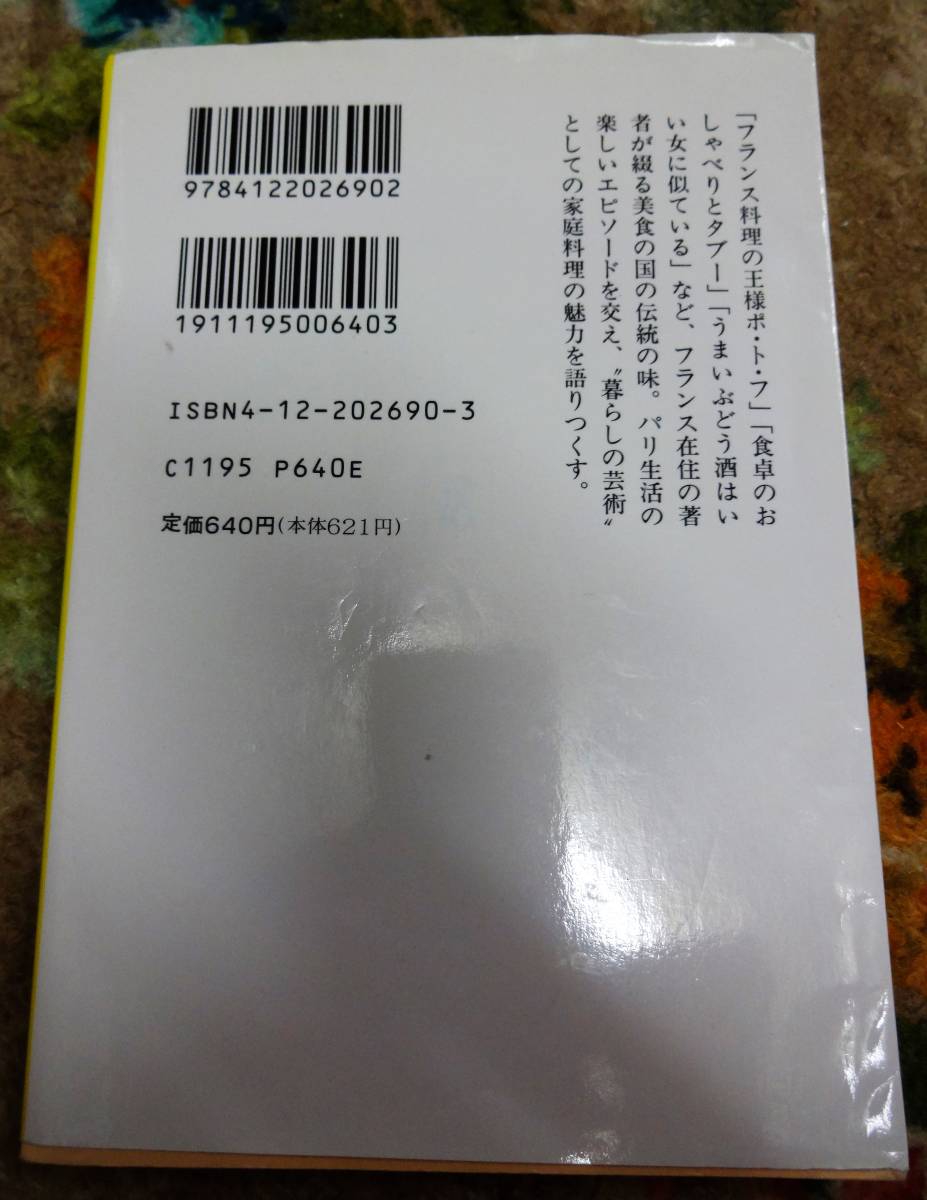 「フランス料理の王様ポ・ト・フ」「食卓のお
しゃべりとタブー」「うまいぶどう酒はい
い女に似ている」など、フランス在住の著
者が綴る美食の国の伝統の味。パリ生活の
楽しいエピソードを交え、〝暮らしの芸術〟
としての家庭料理の魅力を語りつくす。
9784122026902
1911195006403
ISBN4-12-202690-3
C1195 P640E
定価640円(本体621円)